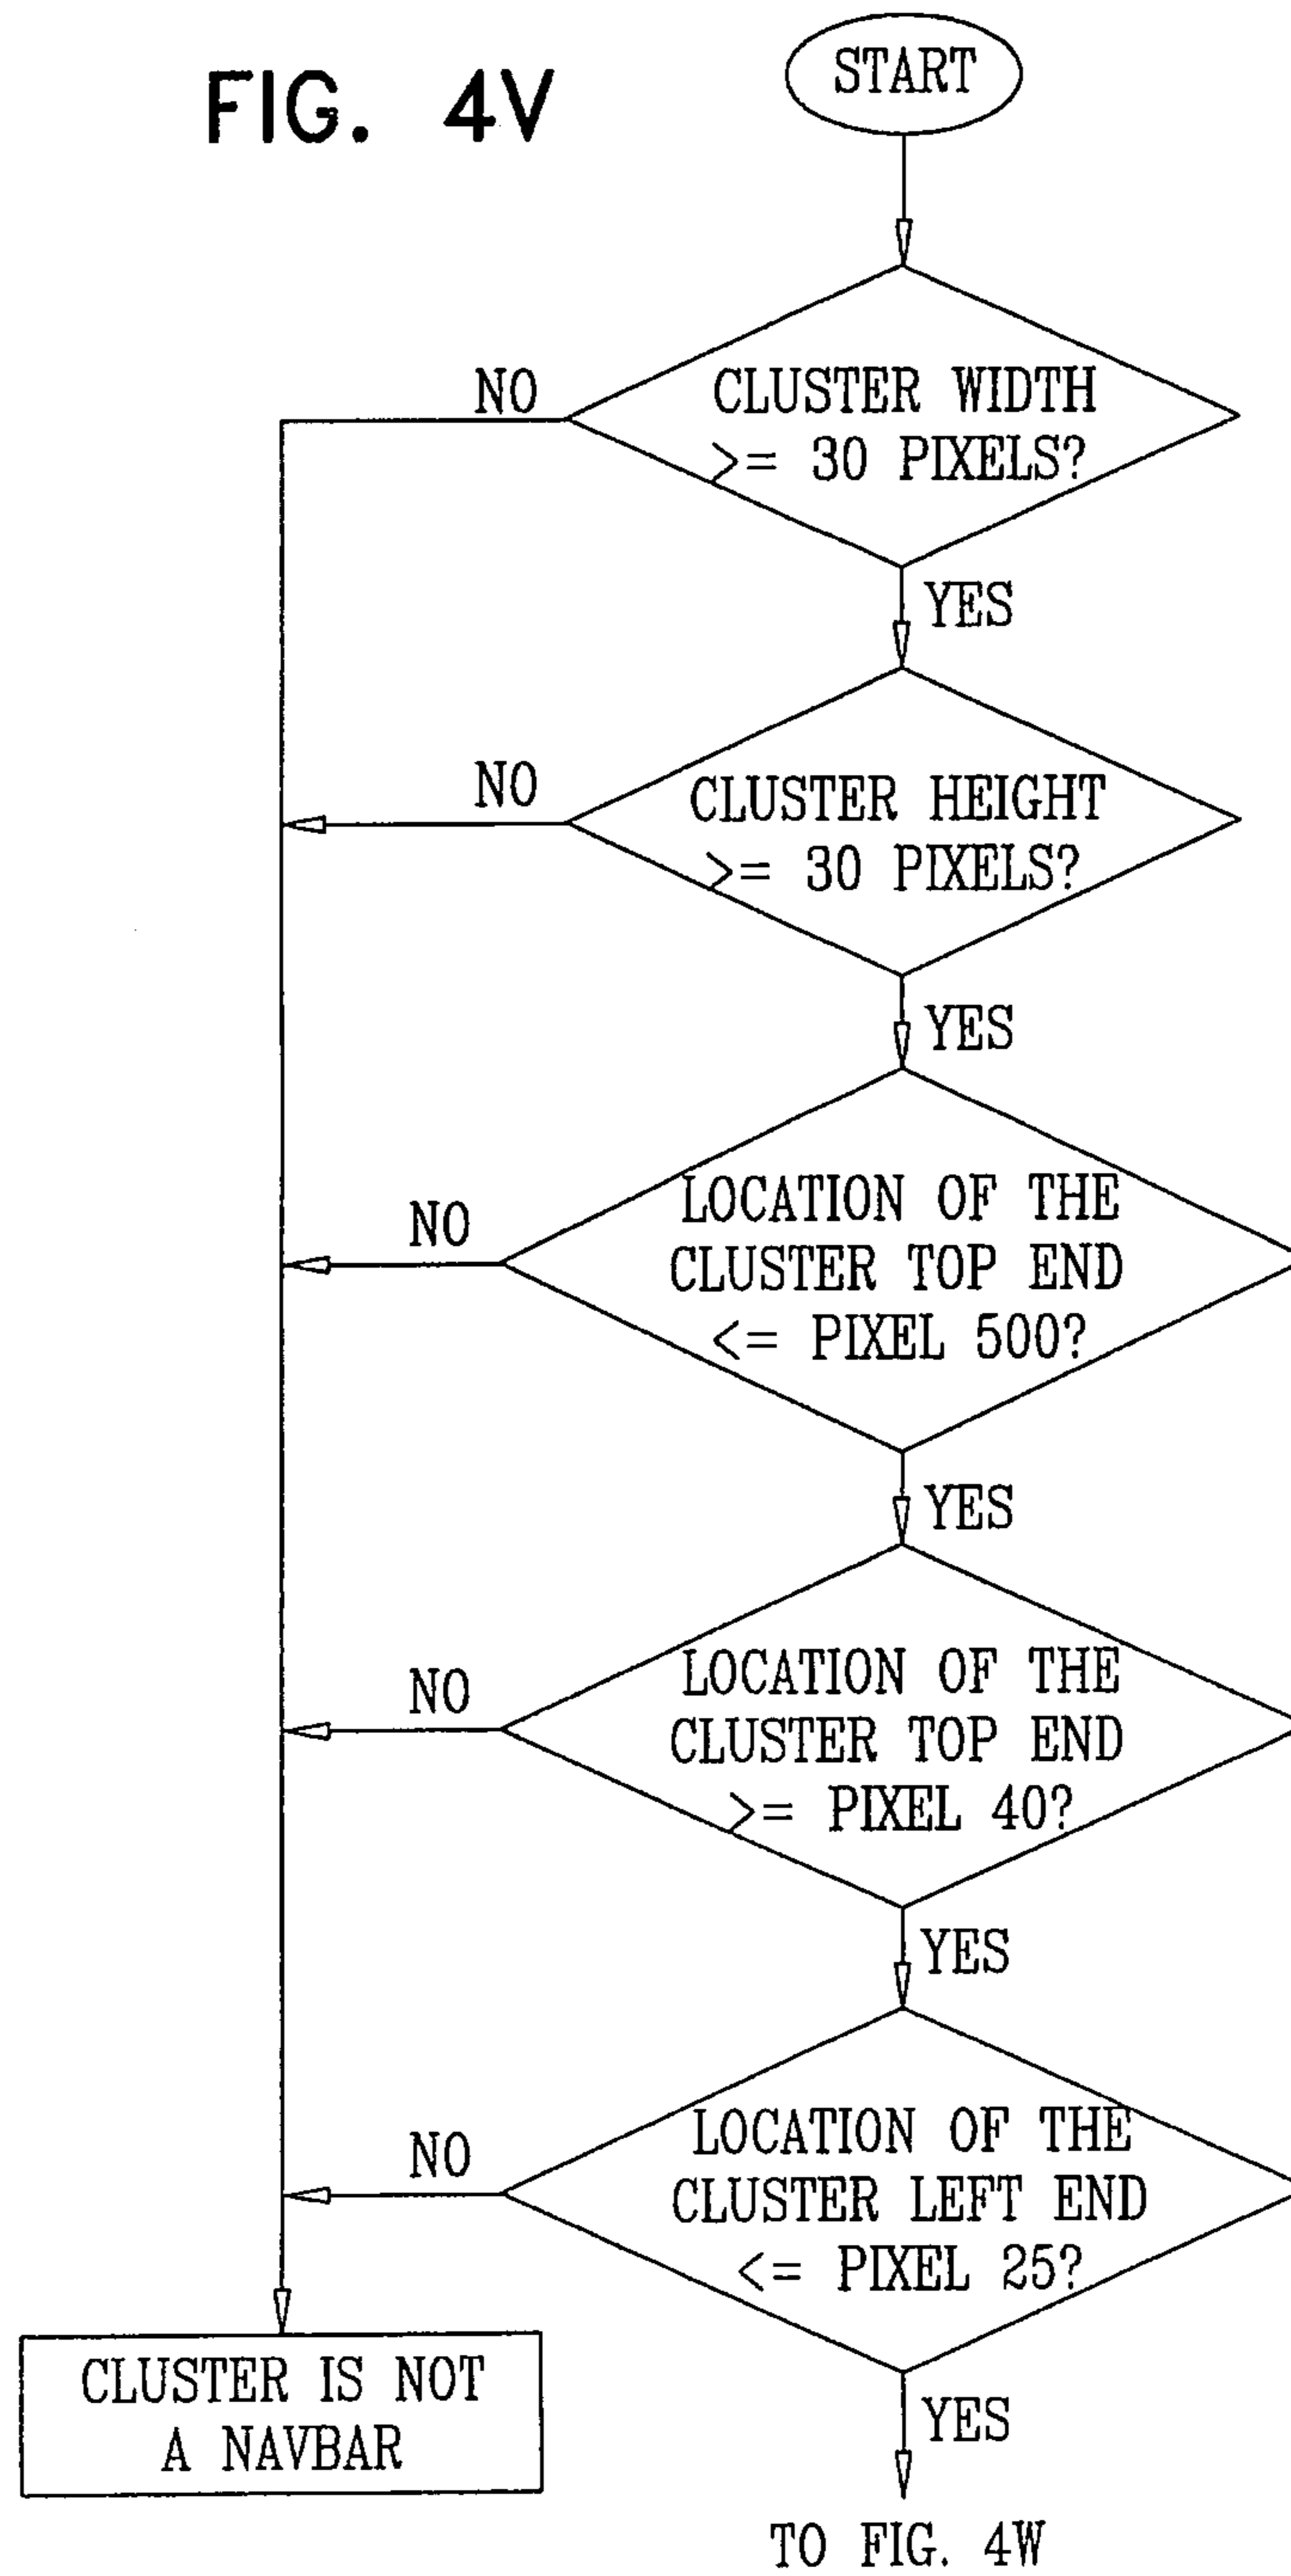 FIG. 4V
START
CLUSTER WIDTH
>= 30 PIXELS?
NO
YES
CLUSTER HEIGHT
>= 30 PIXELS?
NO
YES
LOCATION OF THE
CLUSTER TOP END
<= PIXEL 500?
NO
YES
LOCATION OF THE
CLUSTER TOP END
>= PIXEL 40?
NO
YES
LOCATION OF THE
CLUSTER LEFT END
<= PIXEL 25?
NO
YES
CLUSTER IS NOT
A NAVBAR
TO FIG. 4W